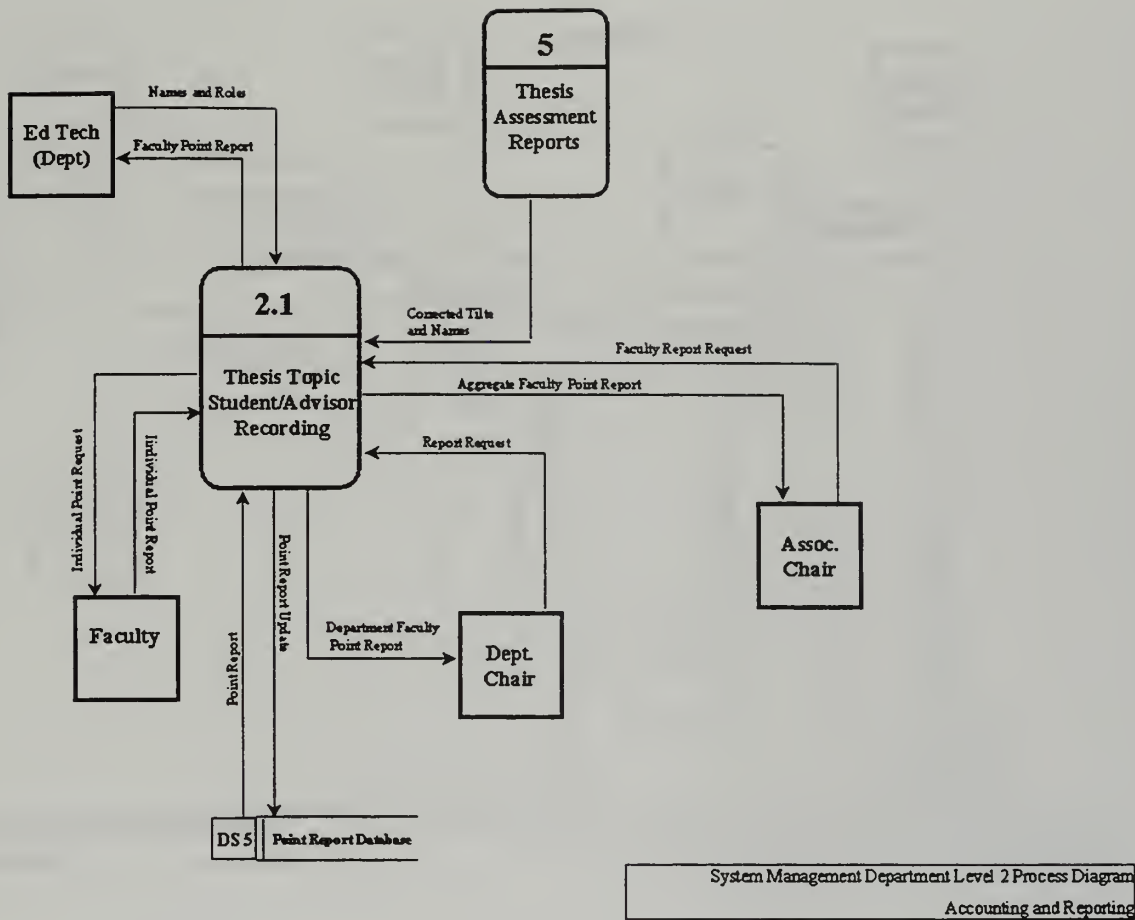 5
Thesis
Assessment
Reports
Names and Roles
Ed Tech
(Dept)
Faculty Point Report
2.1
Thesis Topic
Student/Advisor
Recording
Corrected Tilte
and Names
Faculty Report Request
Aggregate Faculty Point Report
Report Request
Individual Point Request
Iindividual Point Report
Assoc.
Chair
Faculty
Point Report
Point Report Update
Department Faculty
Point Report
Dept.
Chair
DS 5
Point Report Database
System Management Department Level 2 Process Diagram
Accounting and Reporting